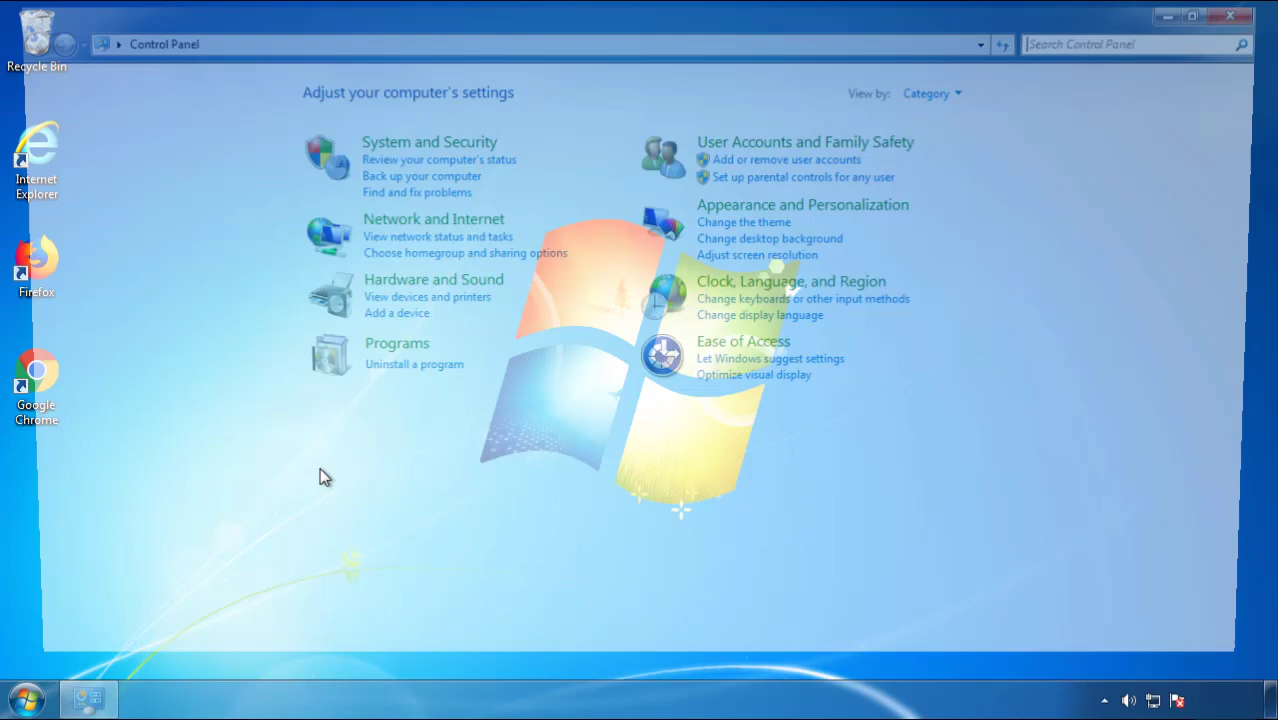 Recycle Bin
Internet
Explorer
Firefox
Google
Chrome
Control Panel
Search Control Panel
Adjust your computer's settings
View by: Category
System and Security
Review your computer's status
Back up your computer
Find and fix problems
Network and Internet
View network status and tasks
Choose homegroup and sharing options
Hardware and Sound
View devices and printers
Add a device
Programs
Uninstall a program
User Accounts and Family Safety
Add or remove user accounts
Set up parental controls for any user
Appearance and Personalization
Change the theme
Change desktop background
Adjust screen resolution
Clock, Language, and Region
Change keyboards or other input methods
Change display language
Ease of Access
Let Windows suggest settings
Optimize visual display